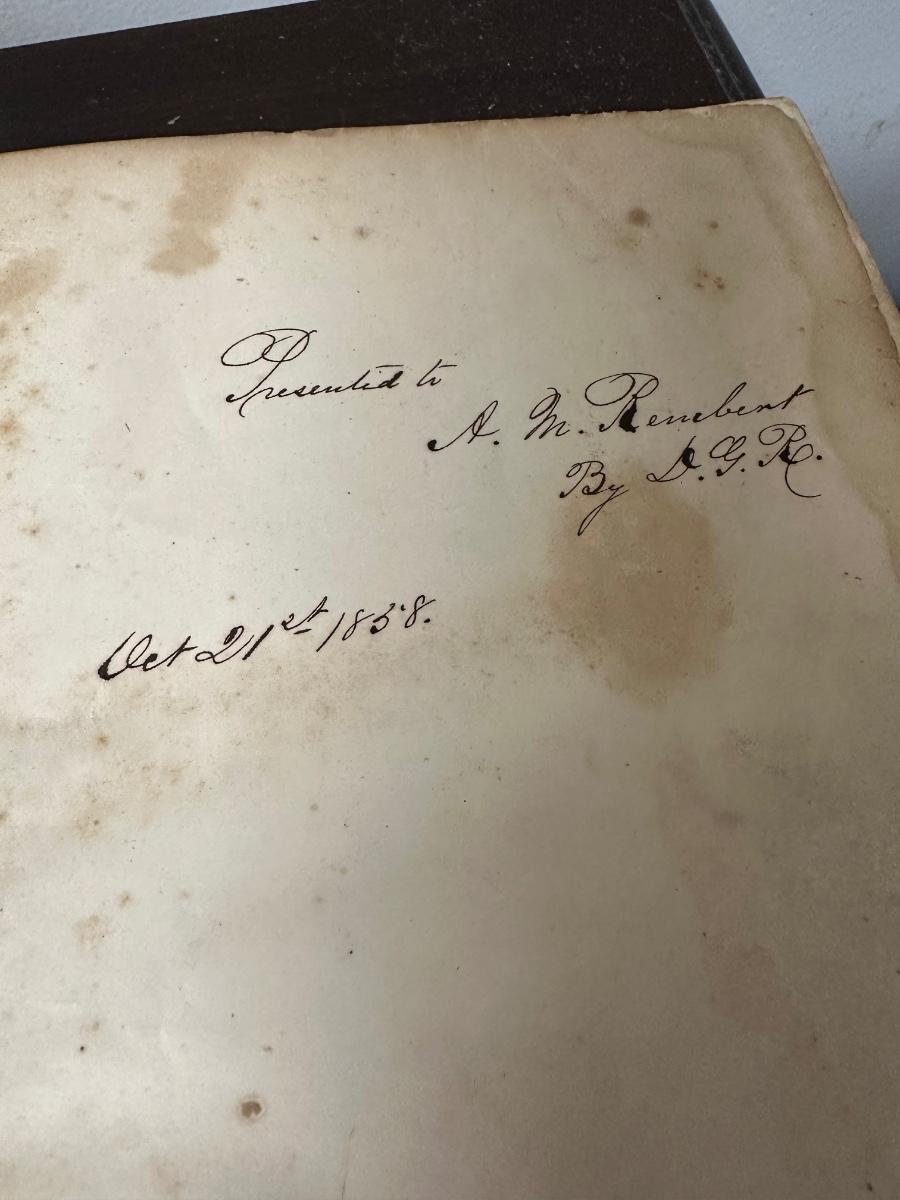 Presented to
A. M. Rembert
By D. G. R.
Oct 21st 1858.